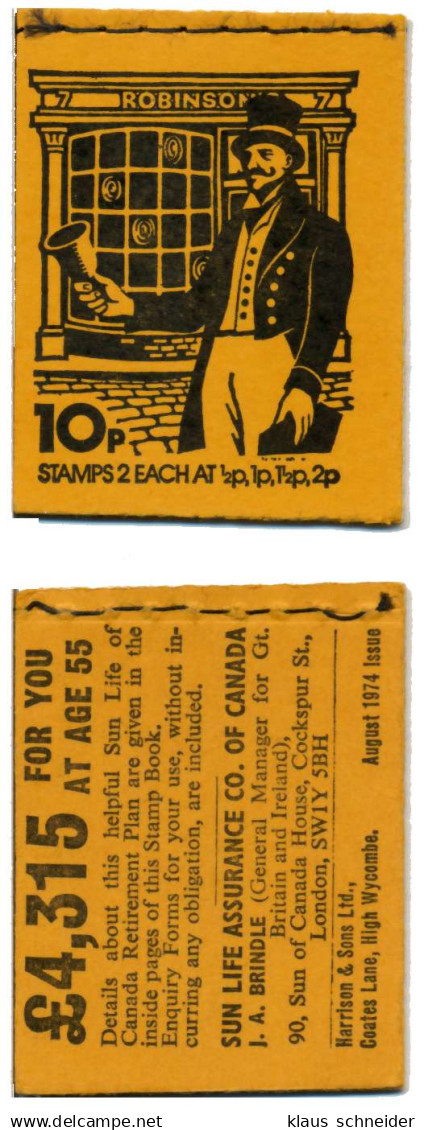 7 ROBINSON'S 7
10p
STAMPS 2 EACH AT ½p, 1p, 1½p, 2p
£4,315 FOR YOU
AT AGE 55
Details about this helpful Sun Life of
Canada Retirement Plan are given in the
inside pages of this Stamp Book.
Enquiry Forms for your use, without in-
curring any obligation, are included.
SUN LIFE ASSURANCE CO. OF CANADA
J. A. BRINDLE (General Manager for Gt.
Britain and Ireland),
90, Sun of Canada House, Cockspur St.,
London, SW1Y 5BH
Harrison & Sons Ltd.,
Coates Lane, High Wycombe. August 1974 Issue
klaus schneider